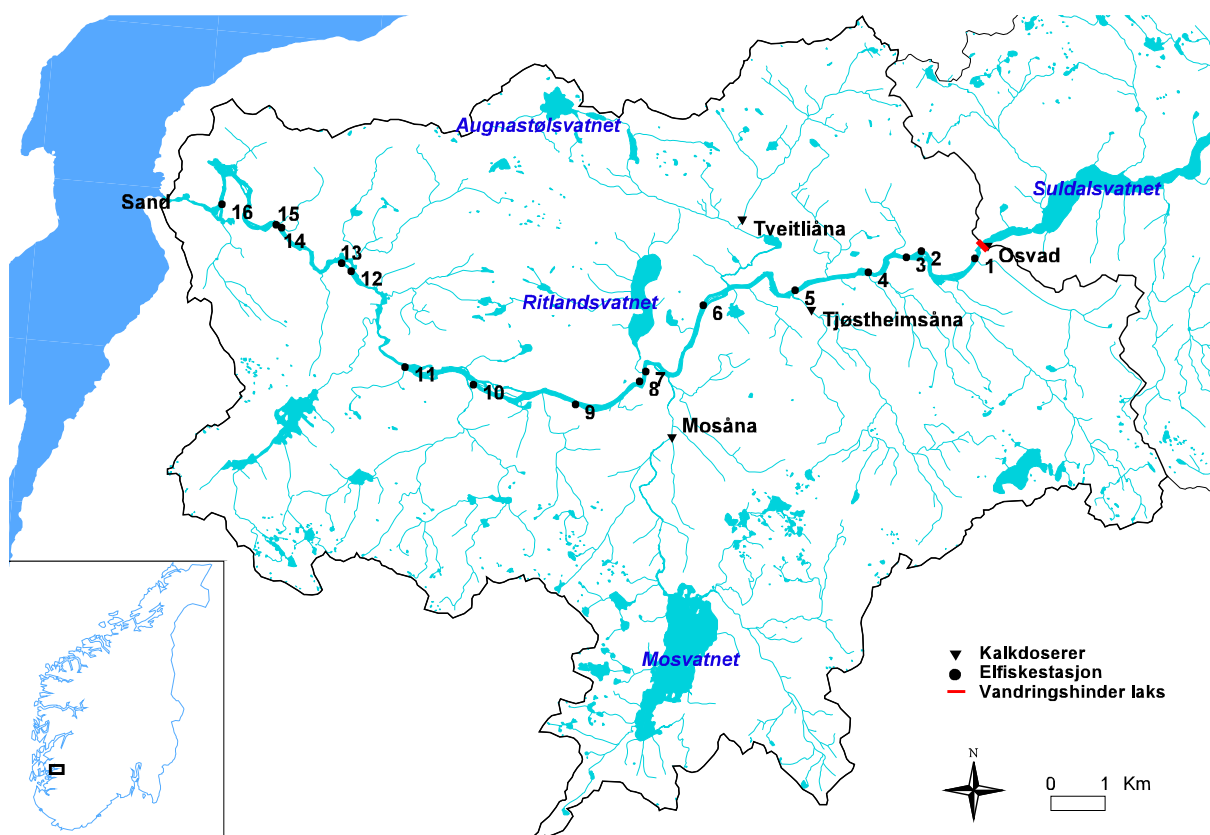 Augnastølsvatnet
Suldalsvatnet
Sand
16
15
14
Tveitliåna
13
12
3
2
1
Osvad
4
Ritlandsvatnet
5
6
Tjøstheimsåna
7
8
11
10
9
Mosåna
Mosvatnet
Kalkdoserer
Elfiskestasjon
Vandringshinder laks
N
0 1 Km